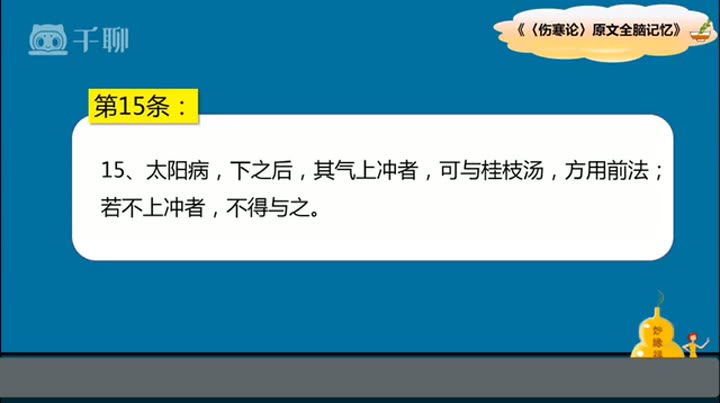 千聊
《〈伤寒论〉原文全脑记忆》
第15条：
15、太阳病，下之后，其气上冲者，可与桂枝汤，方用前法；
若不上冲者，不得与之。